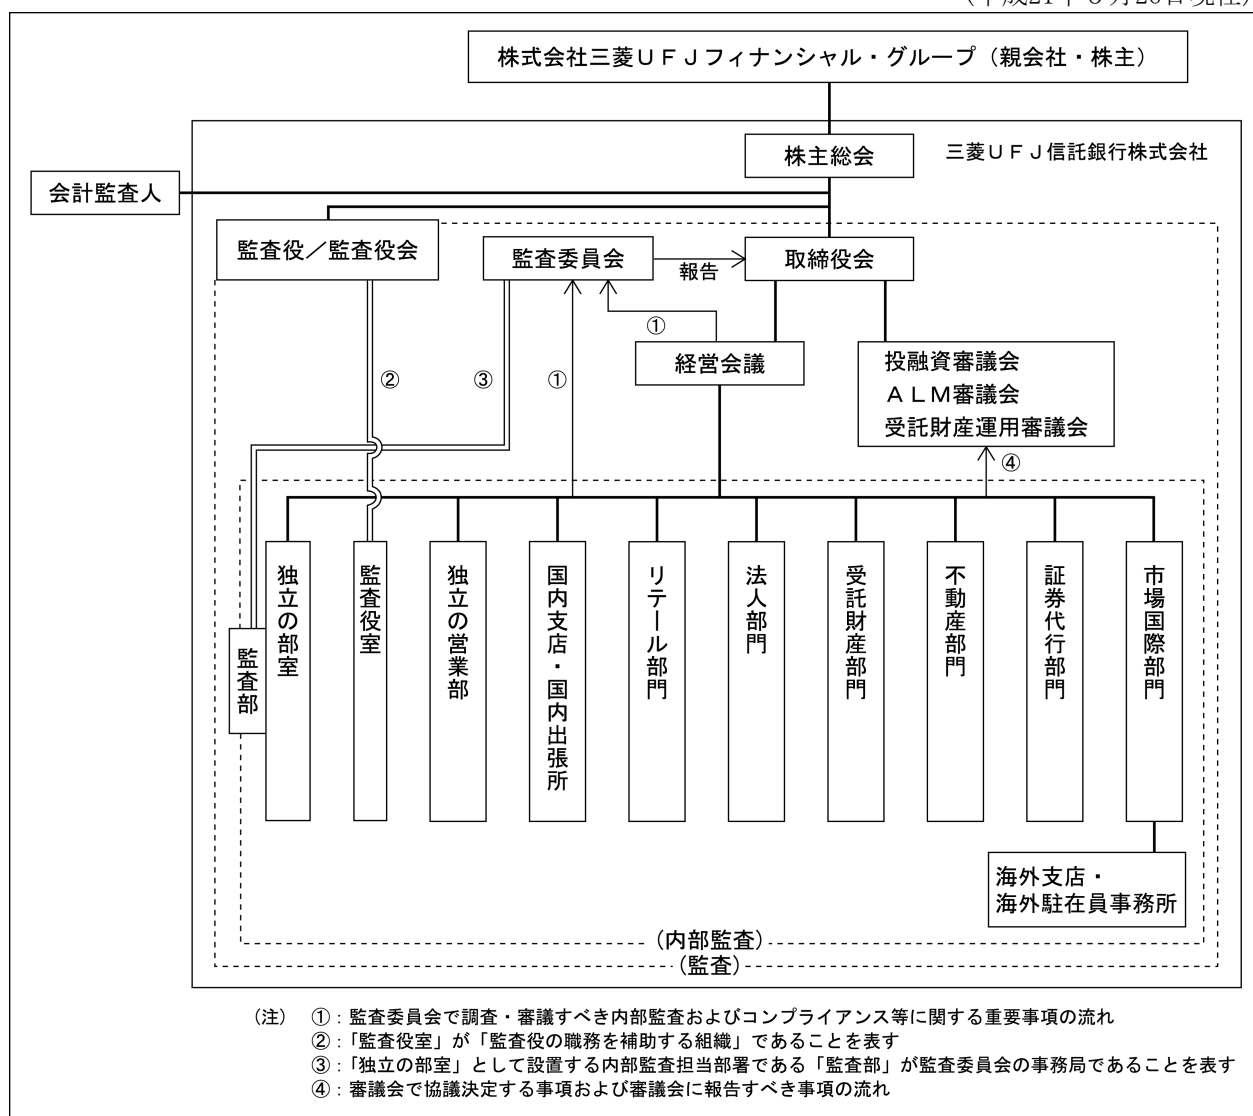 株式会社三菱UFJフィナンシャル・グループ（親会社・株主）
株主総会
三菱UFJ信託銀行株式会社
会計監査人
監査役／監査役会
監査委員会
報告
取締役会
①
経営会議
投融資審議会
ALM審議会
受託財産運用審議会
②
③
①
④
独立の部室
監査役室
独立の営業部
国内支店・国内出張所
リテール部門
法人部門
受託財産部門
不動産部門
証券代行部門
市場国際部門
監査部
海外支店・
海外駐在員事務所
(内部監査)
(監査)
(注) ①：監査委員会で調査・審議すべき内部監査およびコンプライアンス等に関する重要事項の流れ
②：「監査役室」が「監査役の職務を補助する組織」であることを表す
③：「独立の部室」として設置する内部監査担当部署である「監査部」が監査委員会の事務局であることを表す
④：審議会で協議決定する事項および審議会に報告すべき事項の流れ